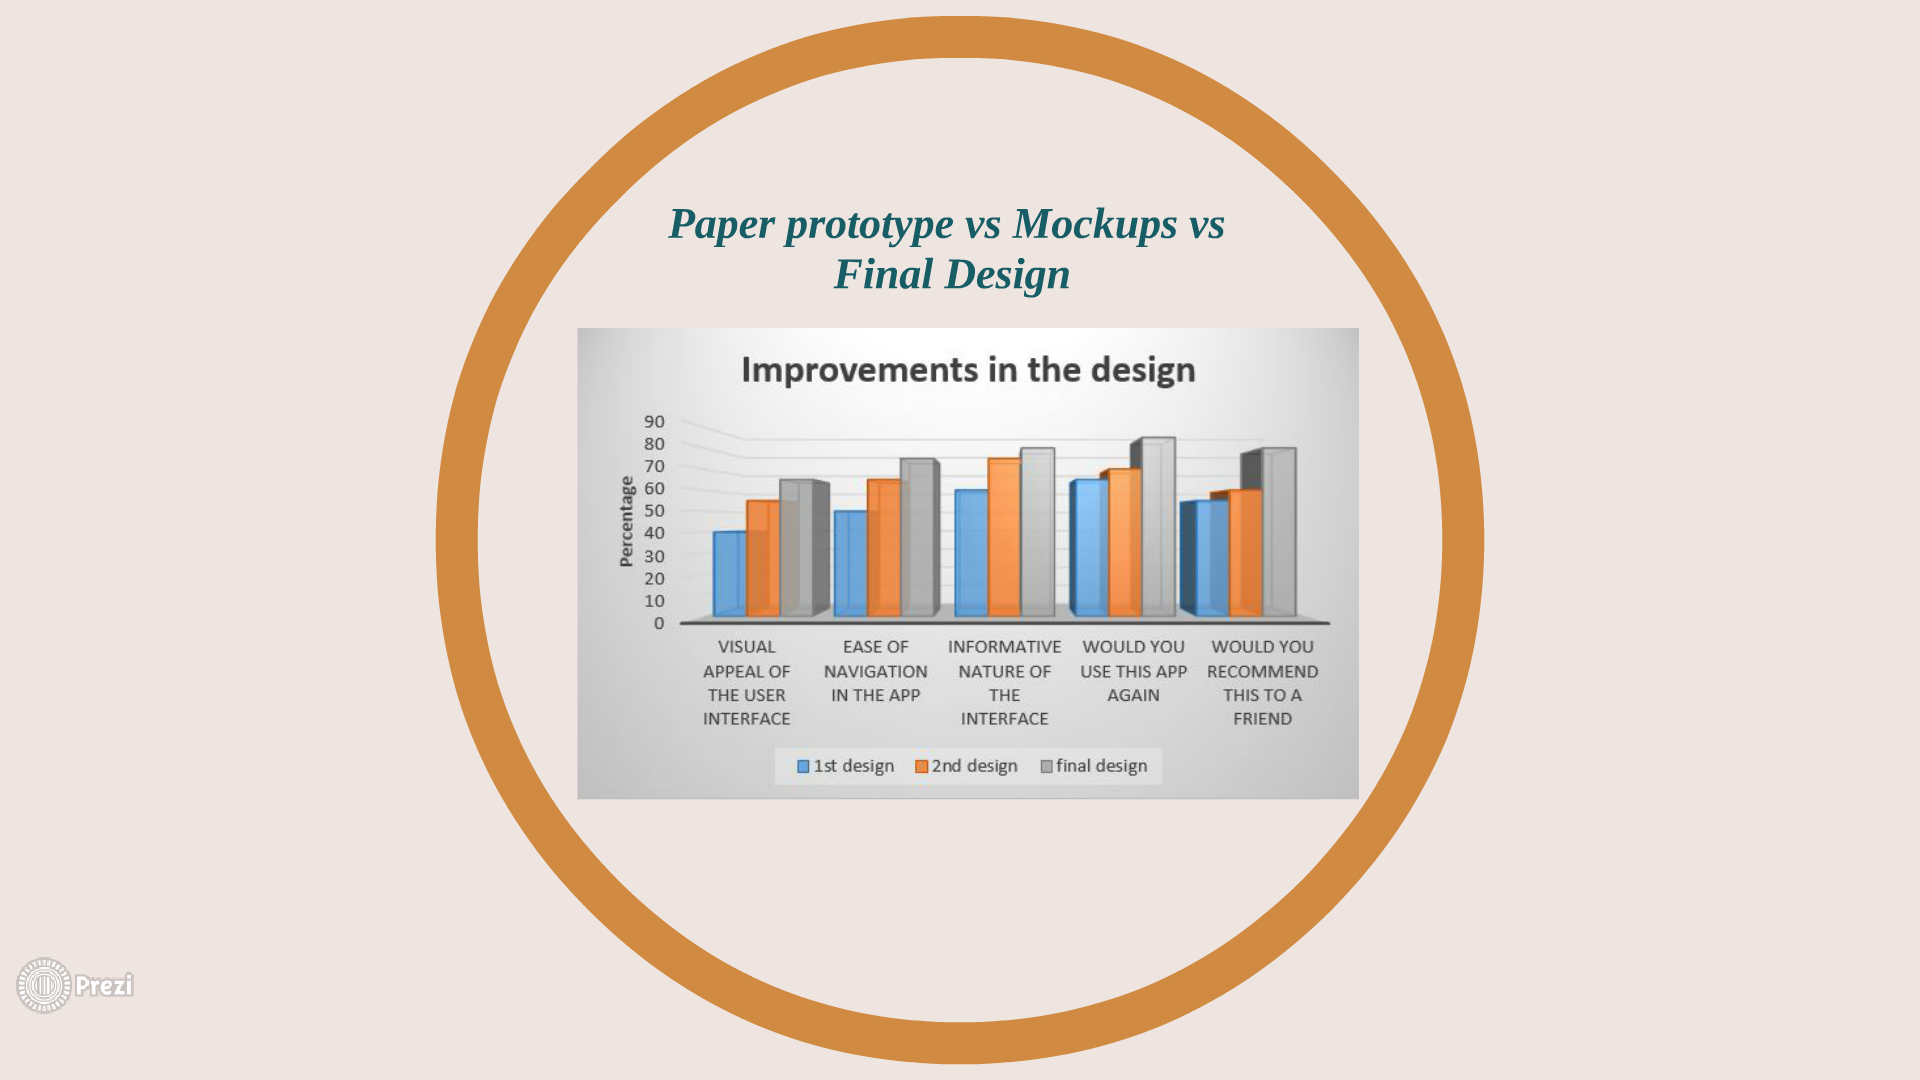 Paper prototype vs Mockups vs
Final Design
Improvements in the design
Percentage
90
80
70
60
50
40
30
20
10
0
VISUAL
APPEAL OF
THE USER
INTERFACE
EASE OF
NAVIGATION
IN THE APP
INFORMATIVE
NATURE OF
THE
INTERFACE
WOULD YOU
USE THIS APP
AGAIN
WOULD YOU
RECOMMEND
THIS TO A
FRIEND
1st design 2nd design final design
Prezi